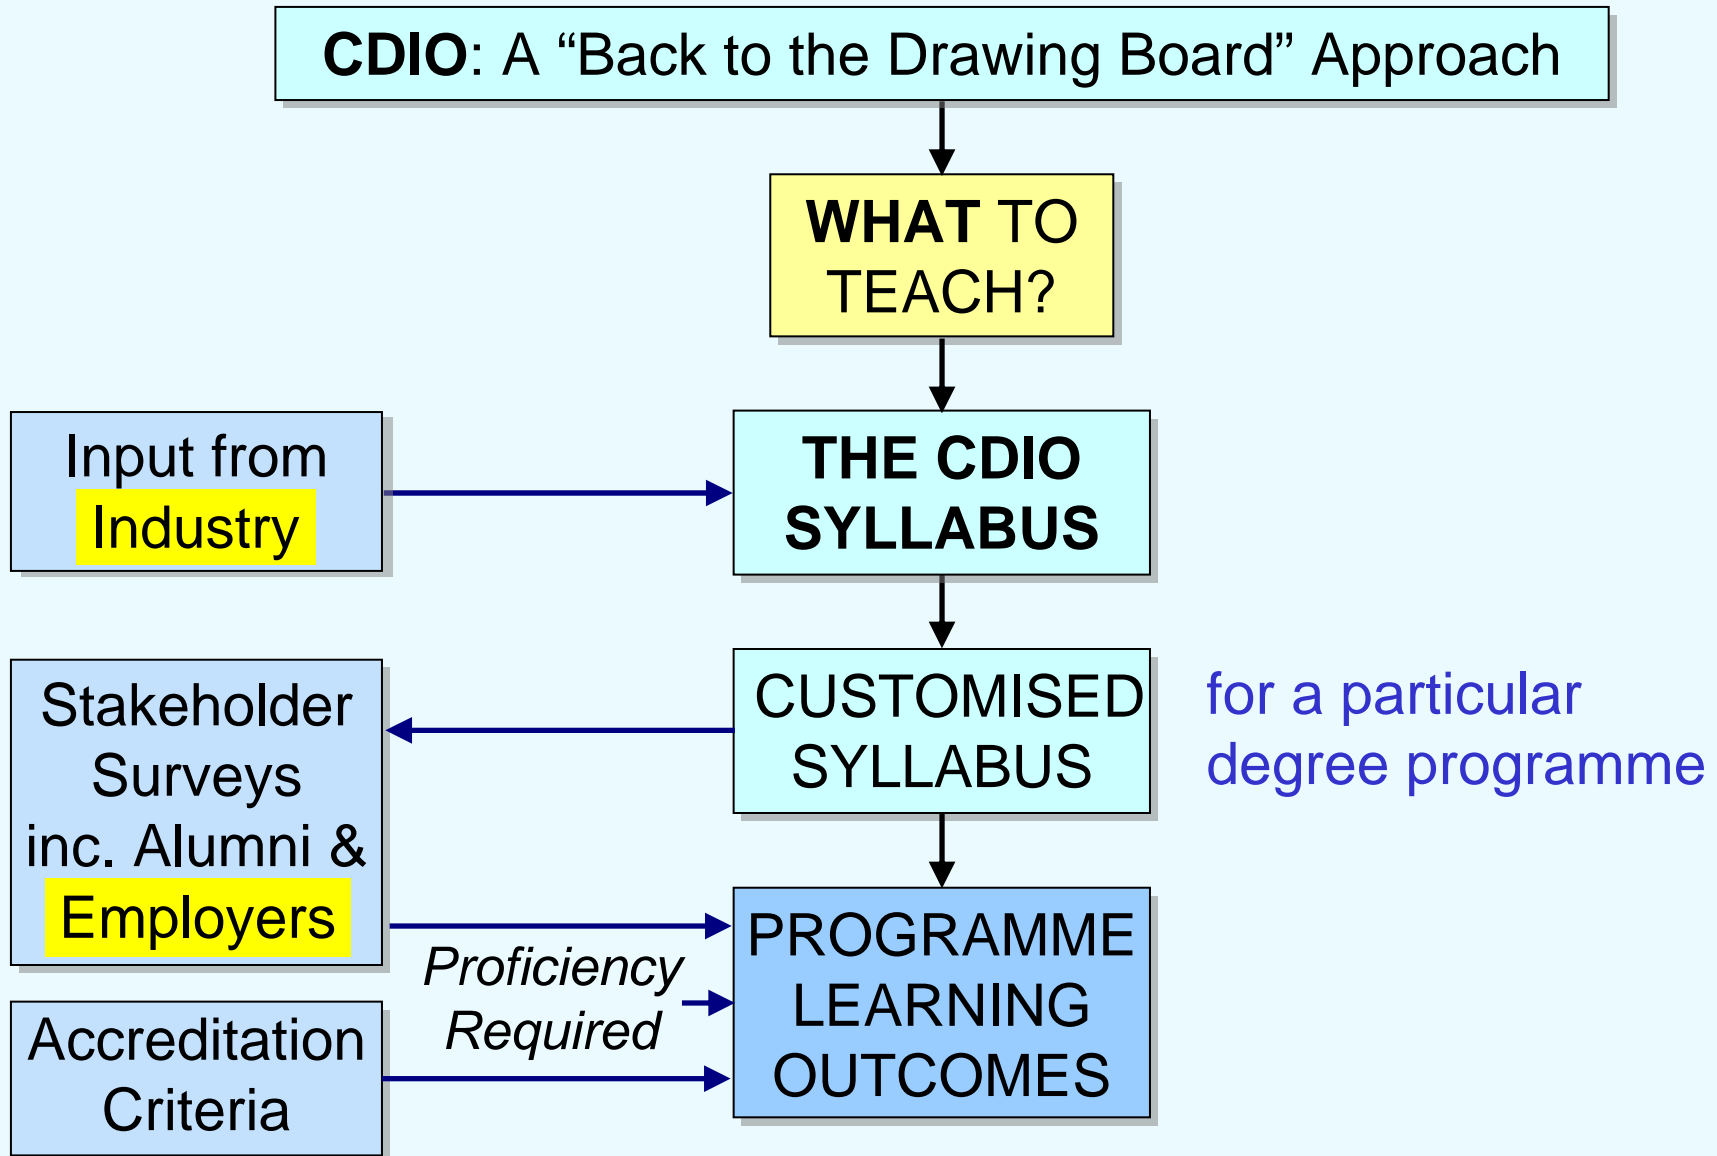 CDIO: A “Back to the Drawing Board” Approach
WHAT TO
TEACH?
Input from
Industry
THE CDIO
SYLLABUS
Stakeholder
Surveys
inc. Alumni &
Employers
CUSTOMISED
SYLLABUS
for a particular
degree programme
Proficiency
Required
Accreditation
Criteria
PROGRAMME
LEARNING
OUTCOMES